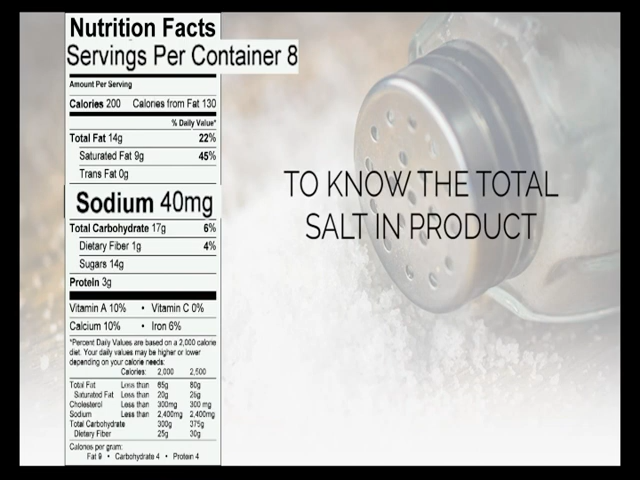 Nutrition Facts
Servings Per Container 8
Amount Per Serving
Calories 200 Calories from Fat 130
% Daily Value*
Total Fat 14g 22%
Saturated Fat 9g 45%
Trans Fat 0g
Sodium 40mg
Total Carbohydrate 17g 6%
Dietary Fiber 1g 4%
Sugars 14g
Protein 3g
Vitamin A 10% • Vitamin C 0%
Calcium 10% • Iron 6%
*Percent Daily Values are based on a 2,000 calorie
diet. Your daily values may be higher or lower
depending on your calorie needs:
Calories: 2,000 2,500
Total Fat Less than 65g 80g
Saturated Fat Less than 20g 25g
Cholesterol Less than 300mg 300 mg
Sodium Less than 2,400mg 2,400mg
Total Carbohydrate 300g 375g
Dietary Fiber 25g 30g
Calories per gram:
Fat 9 • Carbohydrate 4 • Protein 4
TO KNOW THE TOTAL
SALT IN PRODUCT